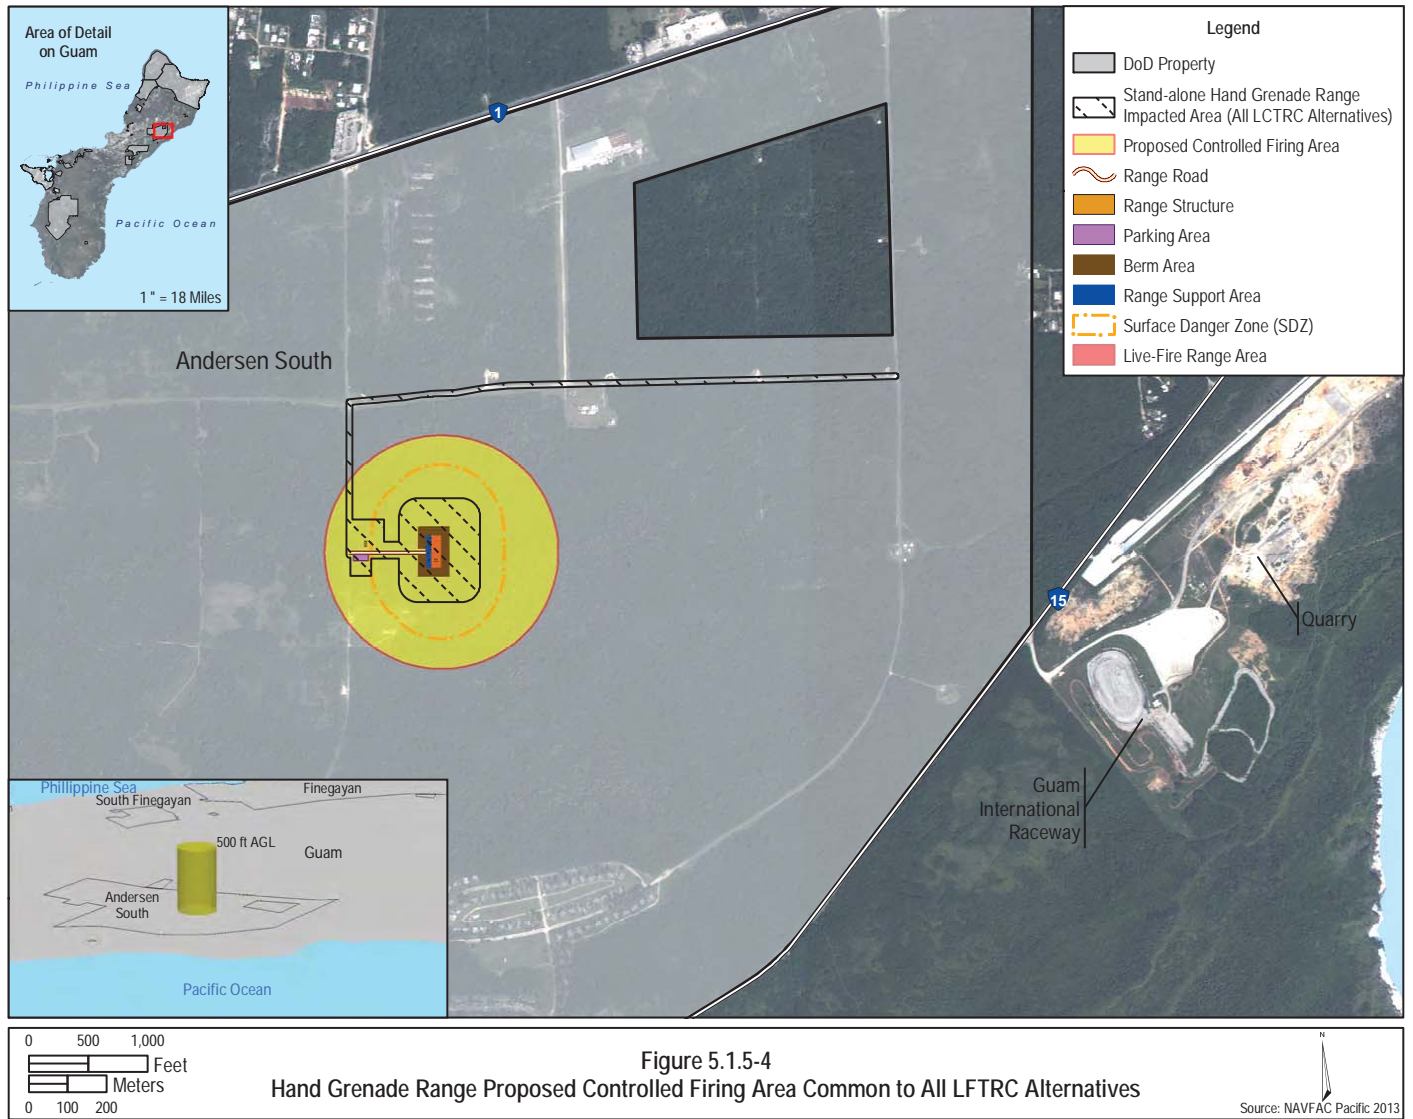 Area of Detail
on Guam
Philippine Sea
Pacific Ocean
1 " = 18 Miles
1
Legend
DoD Property
Stand-alone Hand Grenade Range
Impacted Area (All LCTRC Alternatives)
Proposed Controlled Firing Area
Range Road
Range Structure
Parking Area
Berm Area
Range Support Area
Surface Danger Zone (SDZ)
Live-Fire Range Area
Andersen South
15
Quarry
Guam
International
Raceway
Phillippine Sea
South Finegayan
Finegayan
500 ft AGL
Guam
Andersen
South
Pacific Ocean
0 500 1,000
Feet
Meters
0 100 200
Figure 5.1.5-4
Hand Grenade Range Proposed Controlled Firing Area Common to All LFTRC Alternatives
N
Source: NAVFAC Pacific 2013